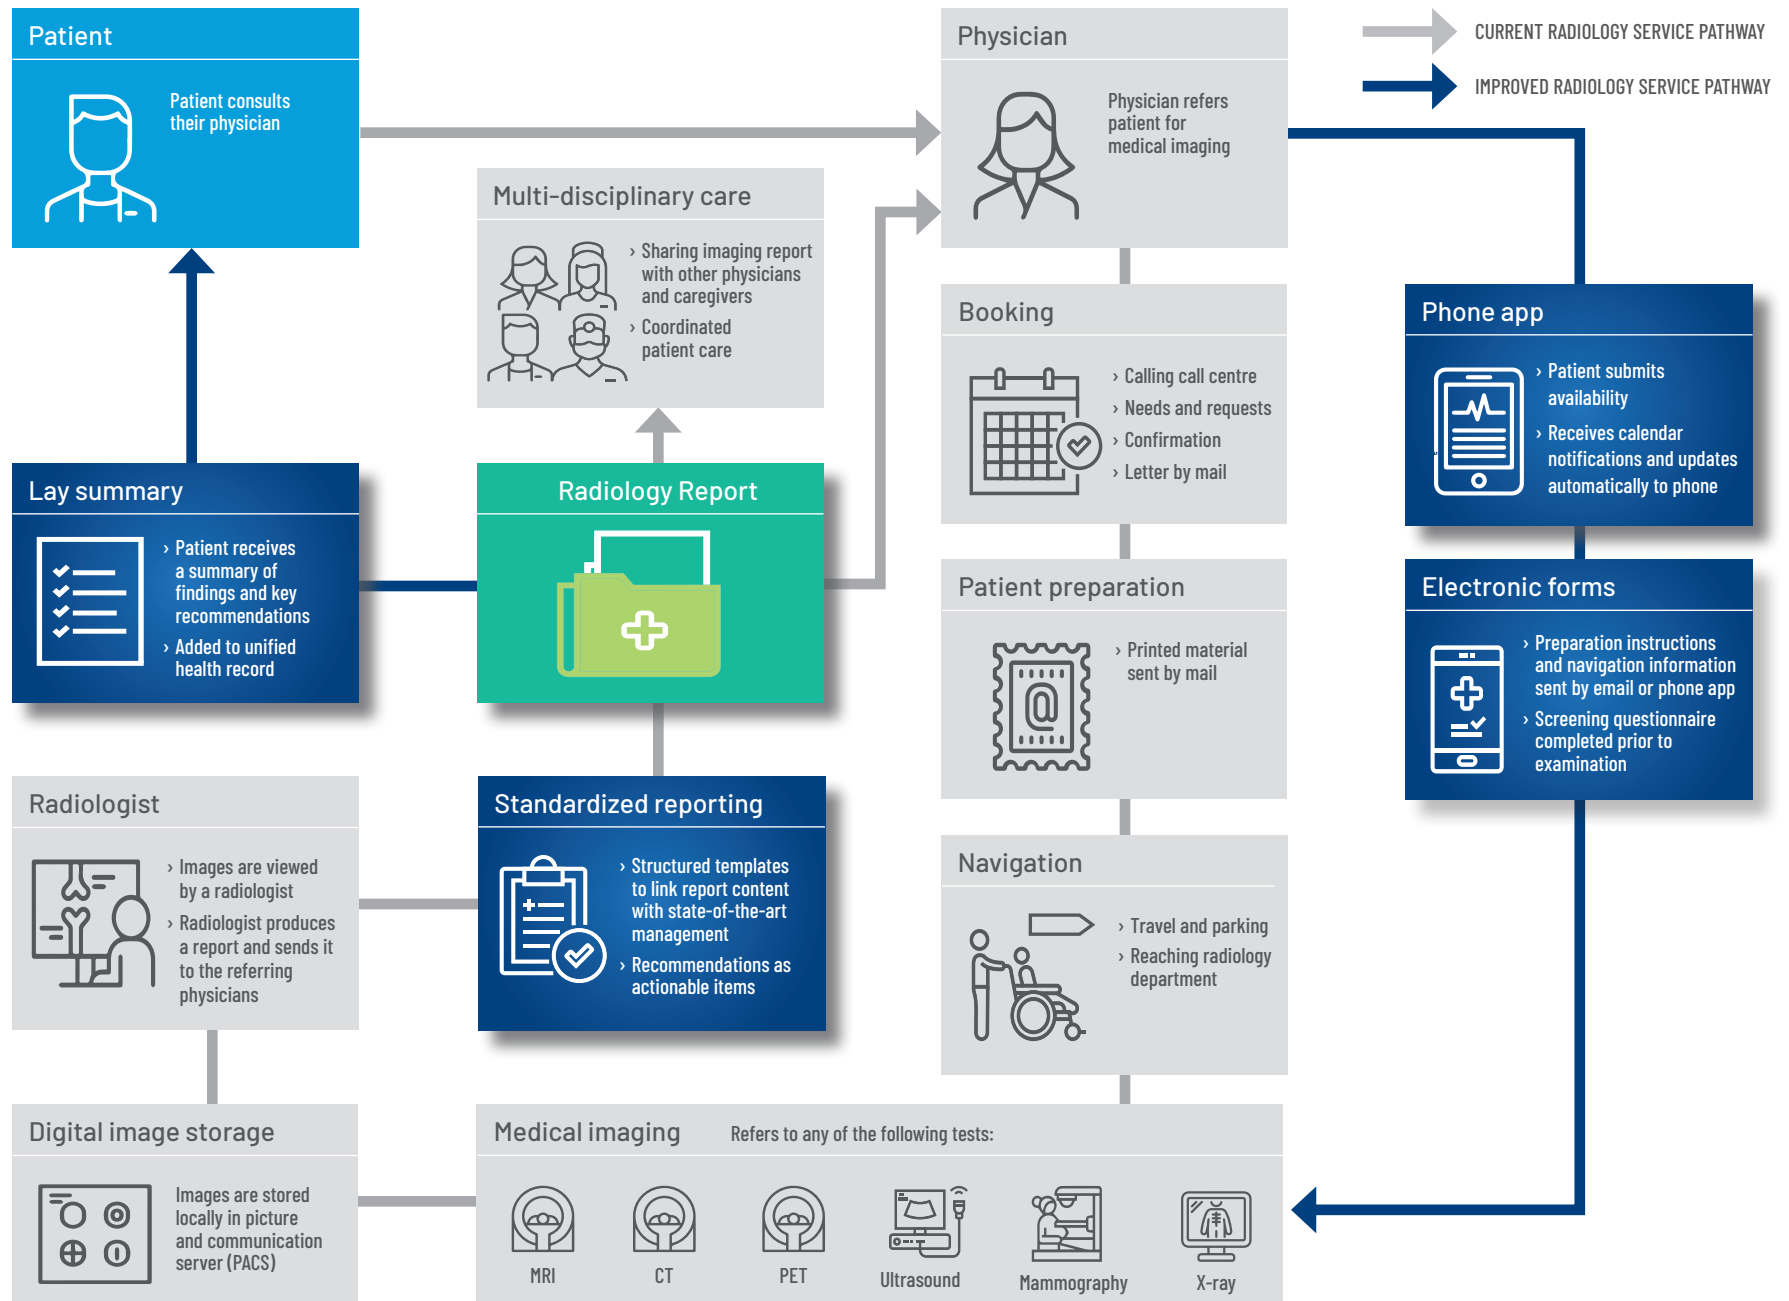 Patient
Patient consults
their physician
Physician
Physician refers
patient for
medical imaging
CURRENT RADIOLOGY SERVICE PATHWAY
IMPROVED RADIOLOGY SERVICE PATHWAY
Multi-disciplinary care
› Sharing imaging report
with other physicians
and caregivers
› Coordinated
patient care
Booking
› Calling call centre
› Needs and requests
› Confirmation
› Letter by mail
Phone app
› Patient submits
availability
› Receives calendar
notifications and updates
automatically to phone
Lay summary
› Patient receives
a summary of
findings and key
recommendations
› Added to unified
health record
Radiology Report
Patient preparation
› Printed material
sent by mail
Electronic forms
› Preparation instructions
and navigation information
sent by email or phone app
› Screening questionnaire
completed prior to
examination
Radiologist
› Images are viewed
by a radiologist
› Radiologist produces
a report and sends it
to the referring
physicians
Standardized reporting
› Structured templates
to link report content
with state-of-the-art
management
› Recommendations as
actionable items
Navigation
› Travel and parking
› Reaching radiology
department
Digital image storage
Images are stored
locally in picture
and communication
server (PACS)
Medical imaging Refers to any of the following tests:
MRI
CT
PET
Ultrasound
Mammography
X-ray